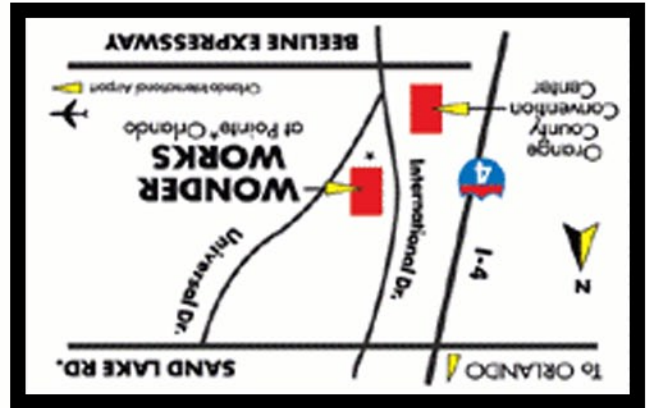 To ORLANDO
SAND LAKE RD.
N
I-4
4
International Dr.
Universal Dr.
Orange
County
Convention
Center
WONDER
WORKS
at Pointe*Orlando
*
Orlando International Airport
BEELINE EXPRESSWAY